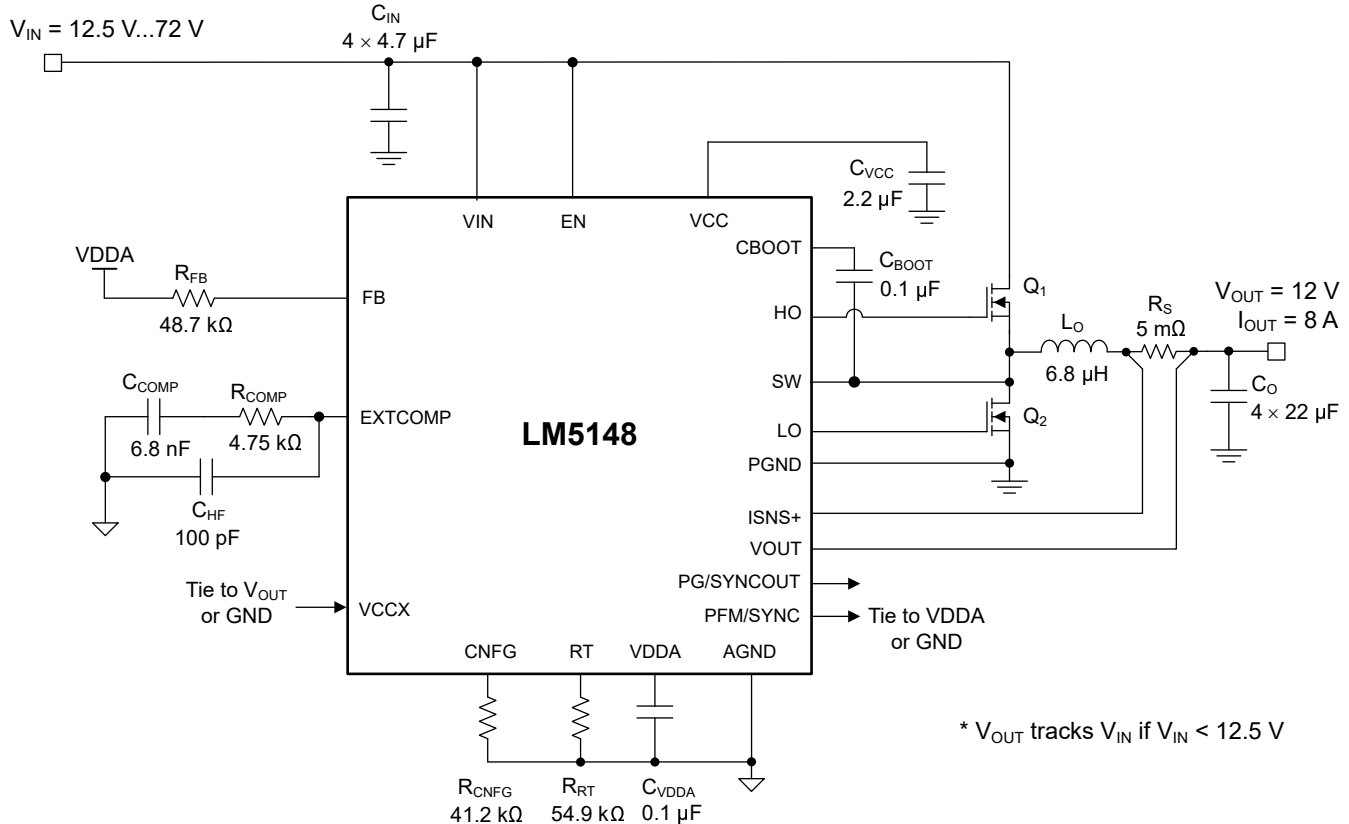 V_IN = 12.5 V...72 V
C_IN
4 × 4.7 µF
C_VCC
2.2 µF
VIN
EN
VCC
VDDA
R_FB
48.7 kΩ
FB
CBOOT
C_BOOT
0.1 µF
HO
Q₁
V_OUT = 12 V
I_OUT = 8 A
L_O
6.8 µH
R_S
5 mΩ
SW
C_O
4 × 22 µF
C_COMP
6.8 nF
R_COMP
4.75 kΩ
EXTCOMP
LM5148
LO
Q₂
PGND
C_HF
100 pF
ISNS+
VOUT
Tie to V_OUT
or GND
VCCX
PG/SYNCOUT
PFM/SYNC
Tie to VDDA
or GND
CNFG
RT
VDDA
AGND
* V_OUT tracks V_IN if V_IN < 12.5 V
R_CNFG
41.2 kΩ
R_RT
54.9 kΩ
C_VDDA
0.1 µF